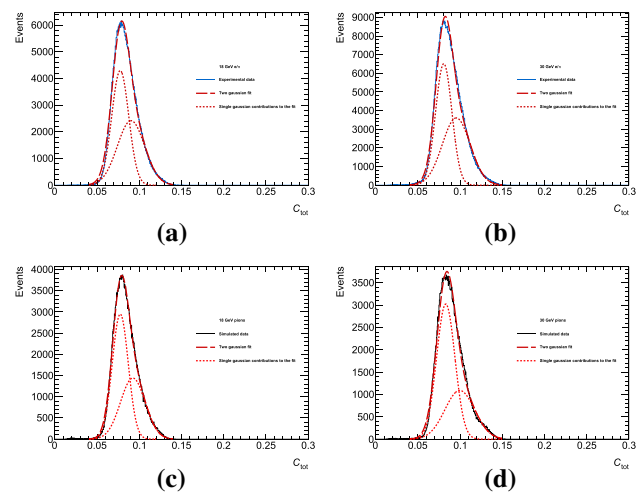 Events
6000
5000
4000
3000
2000
1000
0
0 0.05 0.1 0.15 0.2 0.25 0.3
C_tot
Experimental data
Two gaussian fit
Single gaussian contributions to the fit
(a)
Events
9000
8000
7000
6000
5000
4000
3000
2000
1000
0
0 0.05 0.1 0.15 0.2 0.25 0.3
C_tot
Experimental data
Two gaussian fit
Single gaussian contributions to the fit
(b)
Events
4000
3500
3000
2500
2000
1500
1000
500
0
0 0.05 0.1 0.15 0.2 0.25 0.3
C_tot
18 GeV pions
Simulated data
Two gaussian fit
Single gaussian contributions to the fit
(c)
Events
3500
3000
2500
2000
1500
1000
500
0
0 0.05 0.1 0.15 0.2 0.25 0.3
C_tot
30 GeV pions
Simulated data
Two gaussian fit
Single gaussian contributions to the fit
(d)